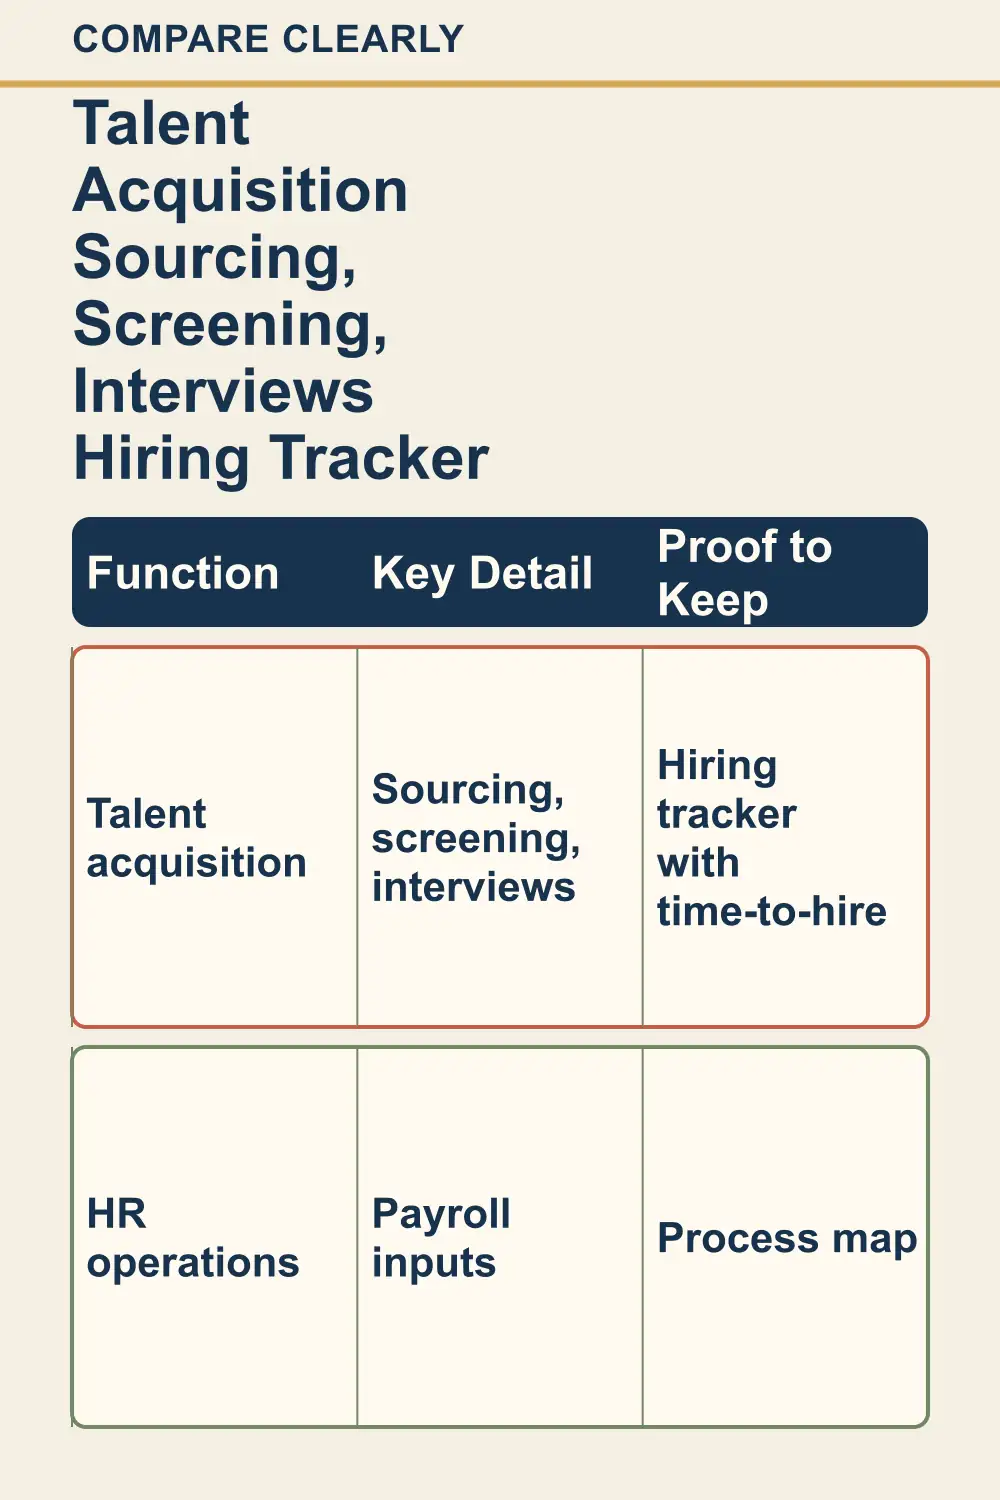 COMPARE CLEARLY
Talent
Acquisition
Sourcing,
Screening,
Interviews
Hiring Tracker
Function
Key Detail
Proof to
Keep
Talent
acquisition
Sourcing,
screening,
interviews
Hiring
tracker
with
time-to-hire
HR
operations
Payroll
inputs
Process map